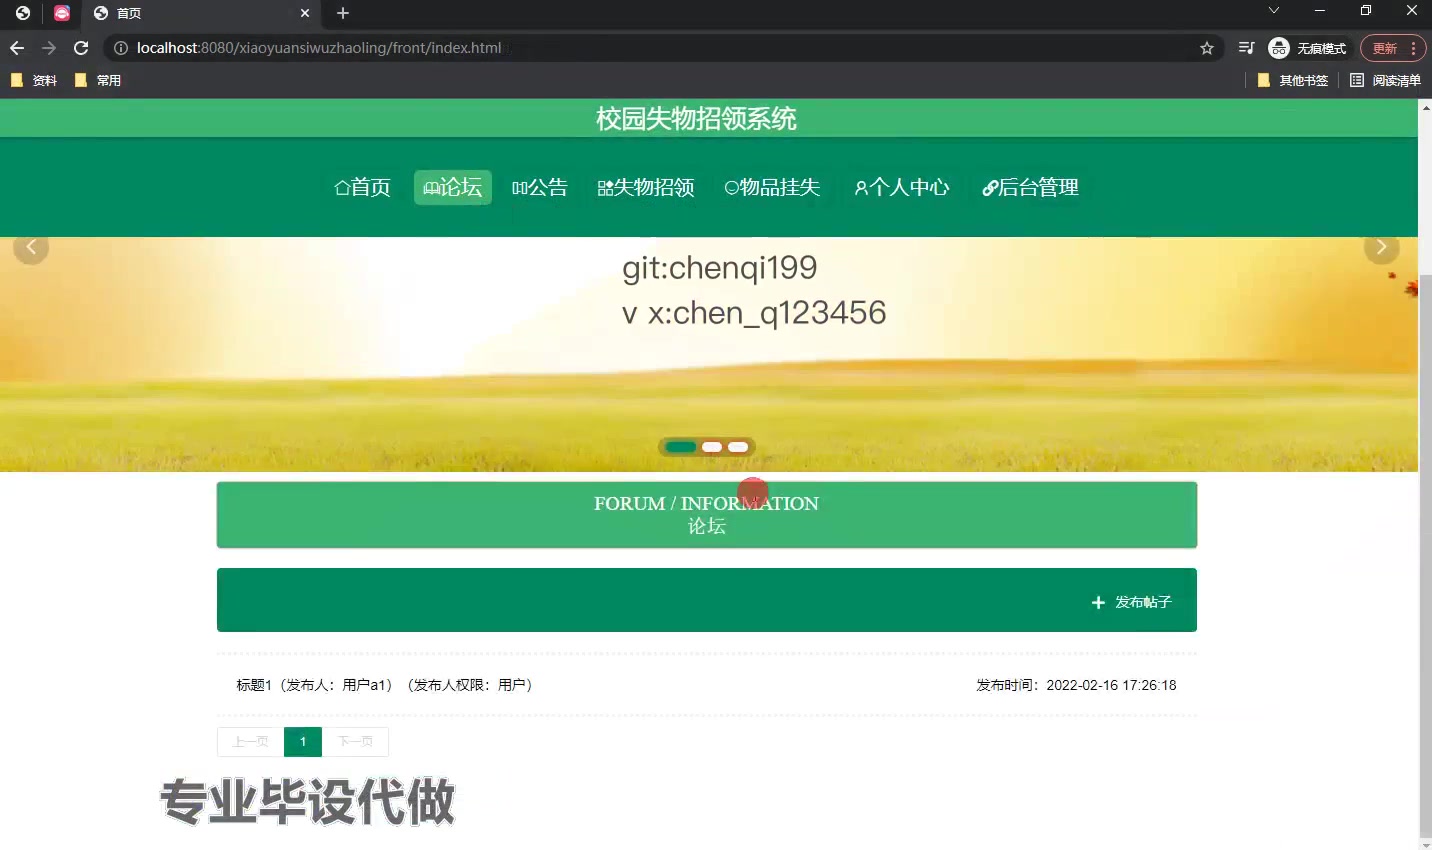 首页
localhost:8080/xiaoyuansiwuzhaoling/front/index.html
无痕模式
更新
资料
常用
其他书签
阅读清单
校园失物招领系统
首页
论坛
公告
失物招领
物品挂失
个人中心
后台管理
git:chenqi199
v x:chen_q123456
FORUM / INFORMATION
论坛
发布帖子
标题1（发布人：用户a1）（发布人权限：用户）
发布时间：2022-02-16 17:26:18
上一页
1
下一页
专业毕设代做